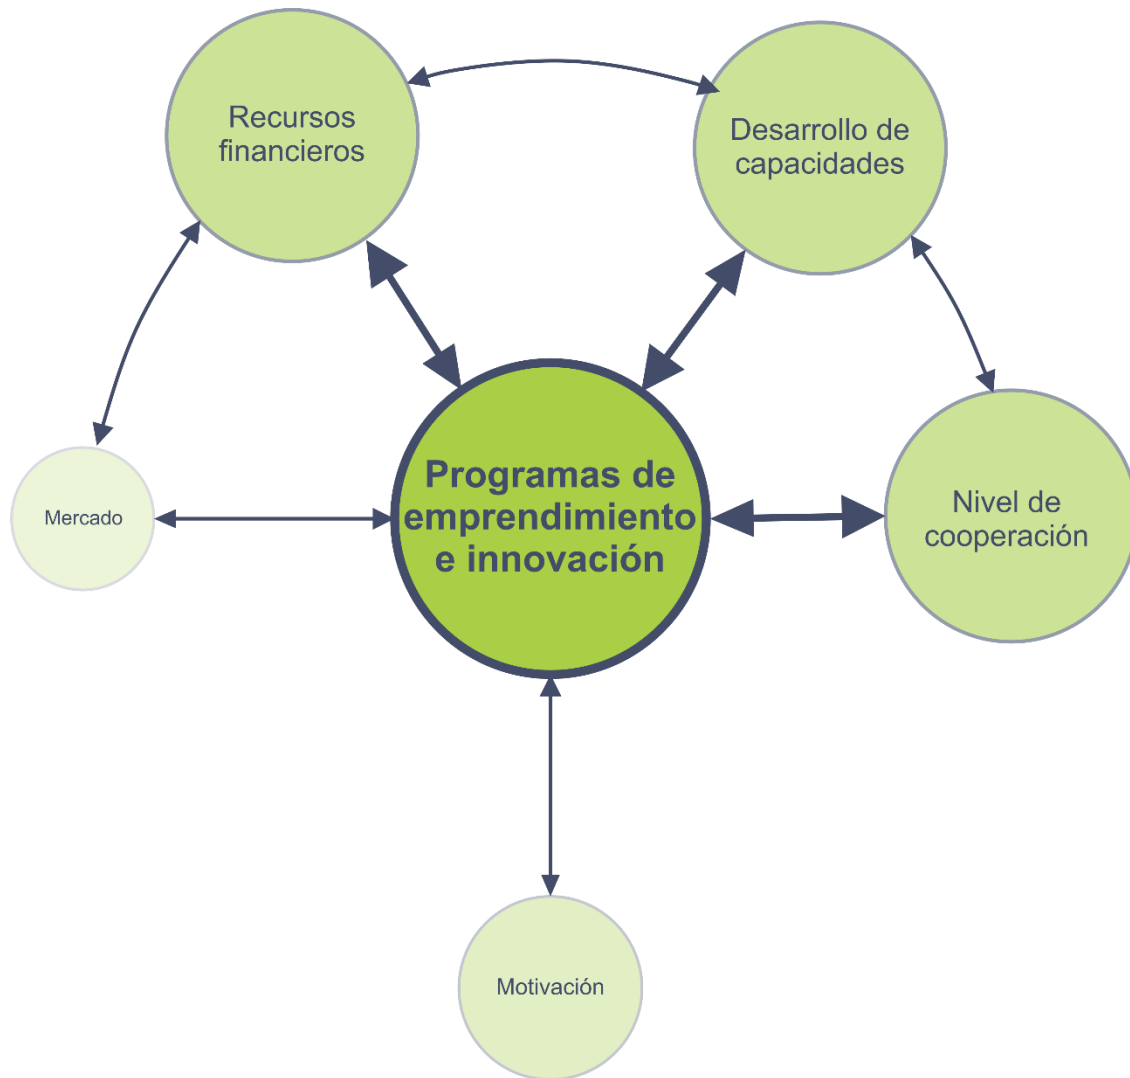 Recursos
financieros
Desarrollo de
capacidades
Mercado
Programas de
emprendimiento
e innovación
Nivel de
cooperación
Motivación